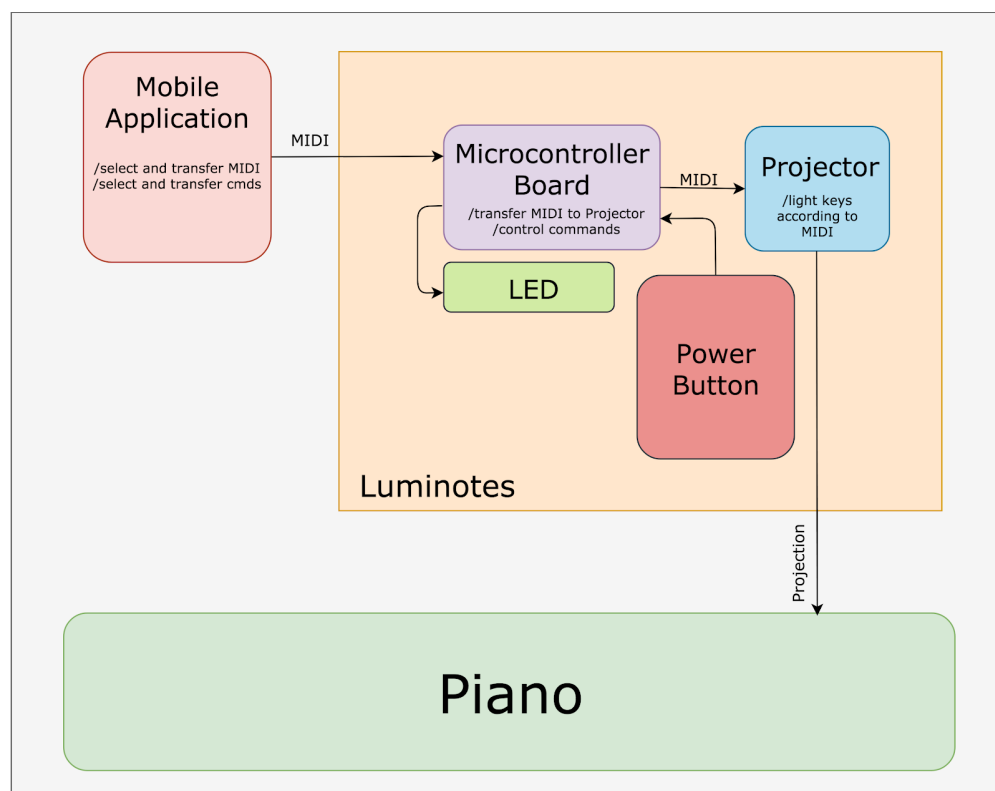 Mobile
Application
/select and transfer MIDI
/select and transfer cmds
MIDI
Microcontroller
Board
/transfer MIDI to Projector
/control commands
MIDI
Projector
/light keys
according to
MIDI
LED
Power
Button
Luminotes
Projection
Piano